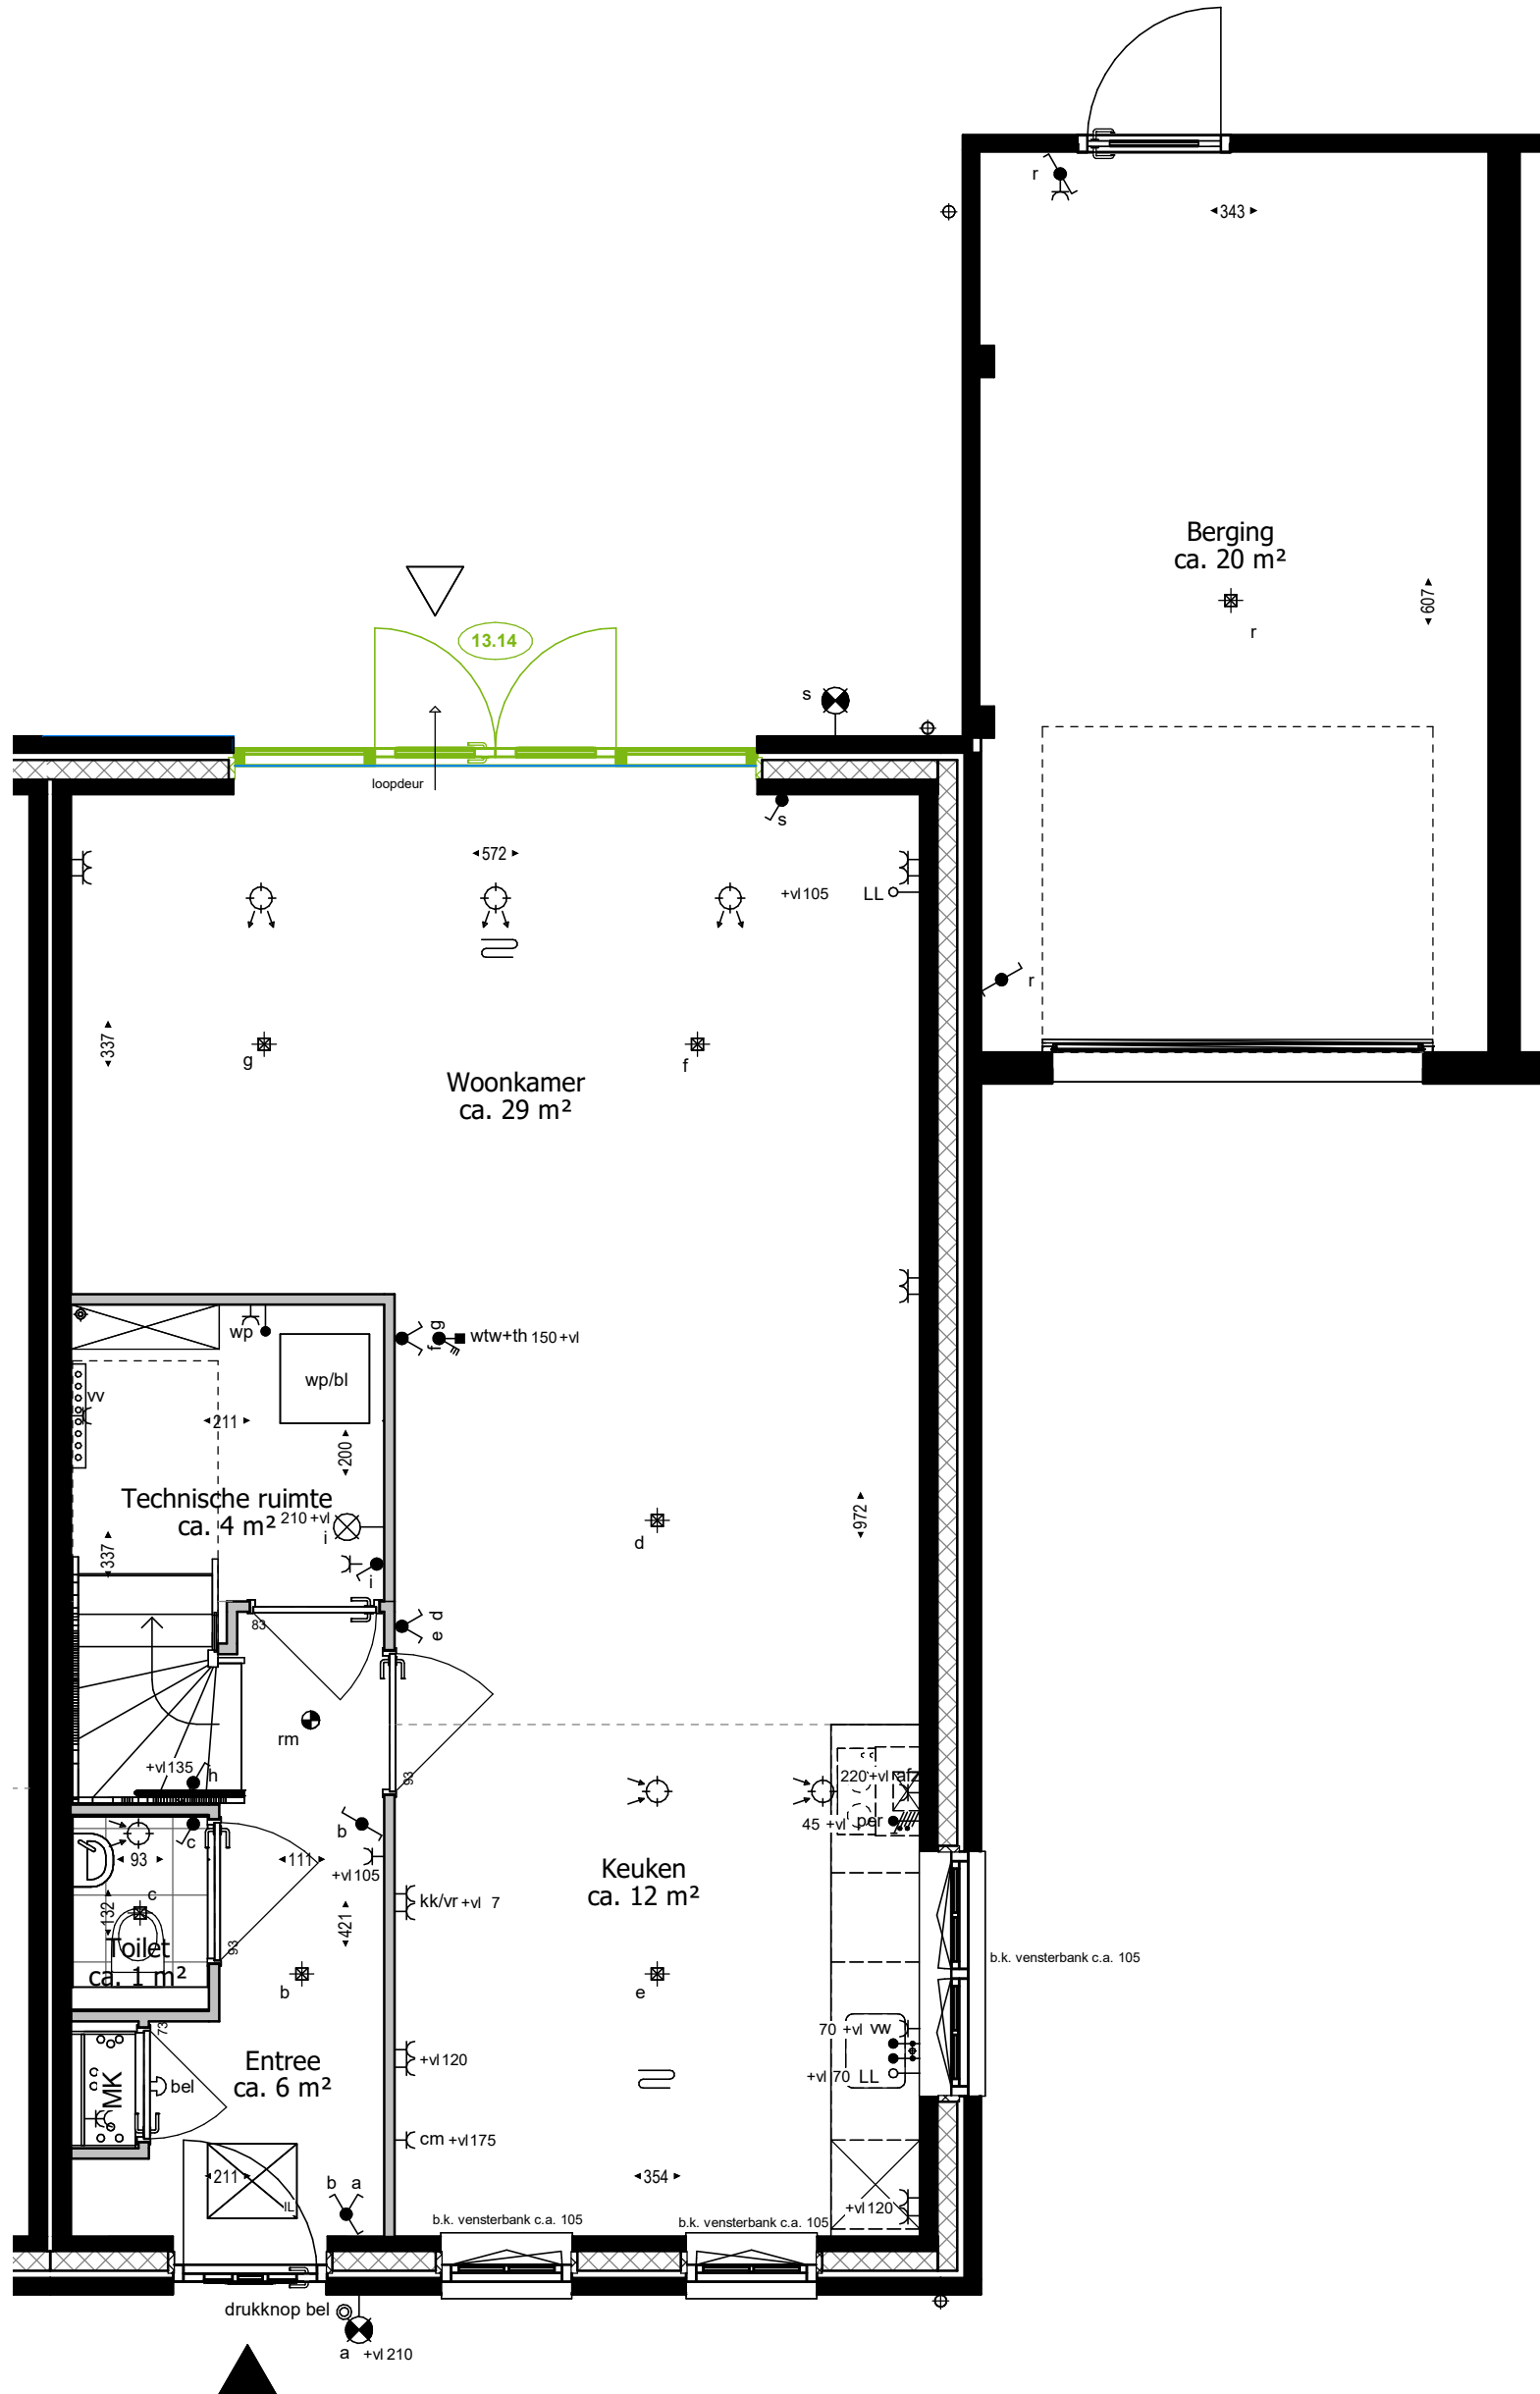 r
343
Berging
ca. 20 m²
607
r
13.14
s
loopdeur
s
572
+vl 105 LL
r
337
g
f
Woonkamer
ca. 29 m²
wp
f g
wtw+th 150 +vl
wp/bl
vv
211
200
Technische ruimte
ca. 4 m²
210 +vl
i
972
337
d
i
83
e d
rm
+vl 135
h
93
220 +vl afz
45 +vl per
c
b
93
111
+vl 105
Keuken
ca. 12 m²
kk/vr +vl 7
c
132
421
Toilet
ca. 1 m²
93
b.k. vensterbank c.a. 105
b
e
73
70 +vl vw
Entree
ca. 6 m²
+vl 120
+vl 70 LL
MK
bel
cm +vl 175
211
354
IL
b a
+vl 120
b.k. vensterbank c.a. 105
b.k. vensterbank c.a. 105
drukknop bel
a +vl 210